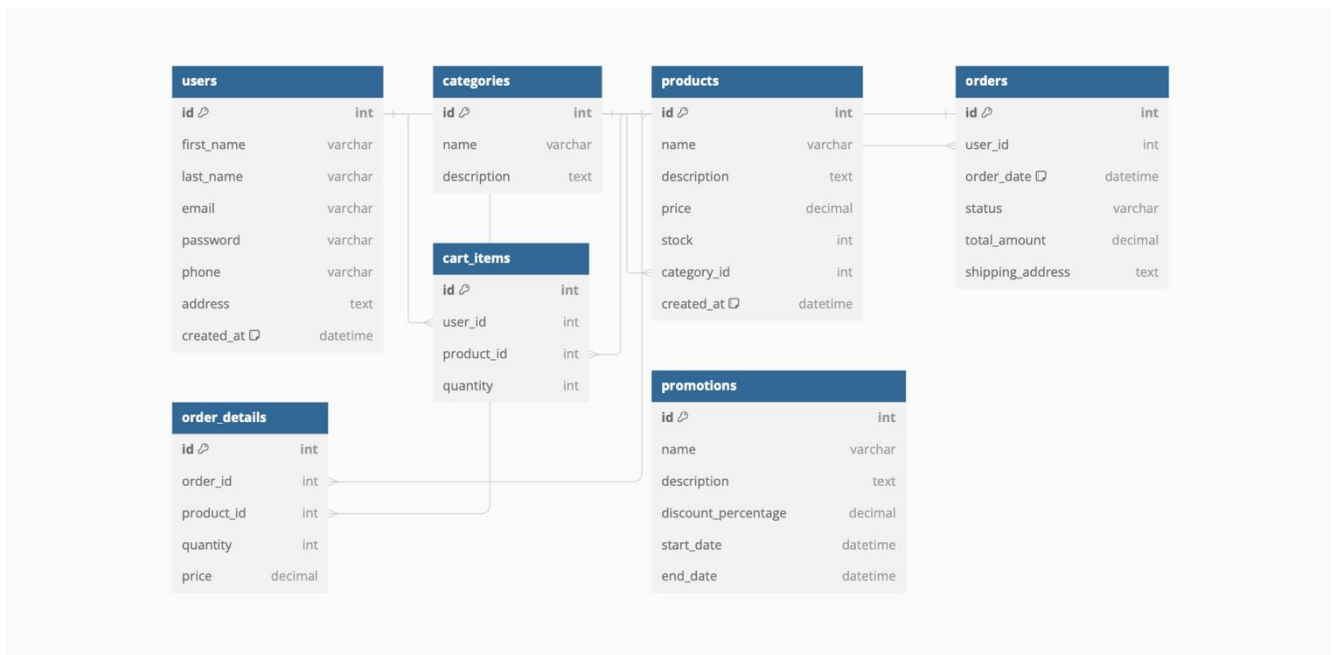 users
id int
first_name varchar
last_name varchar
email varchar
password varchar
phone varchar
address text
created_at datetime
categories
id int
name varchar
description text
products
id int
name varchar
description text
price decimal
stock int
category_id int
created_at datetime
orders
id int
user_id int
order_date datetime
status varchar
total_amount decimal
shipping_address text
cart_items
id int
user_id int
product_id int
quantity int
order_details
id int
order_id int
product_id int
quantity int
price decimal
promotions
id int
name varchar
description text
discount_percentage decimal
start_date datetime
end_date datetime